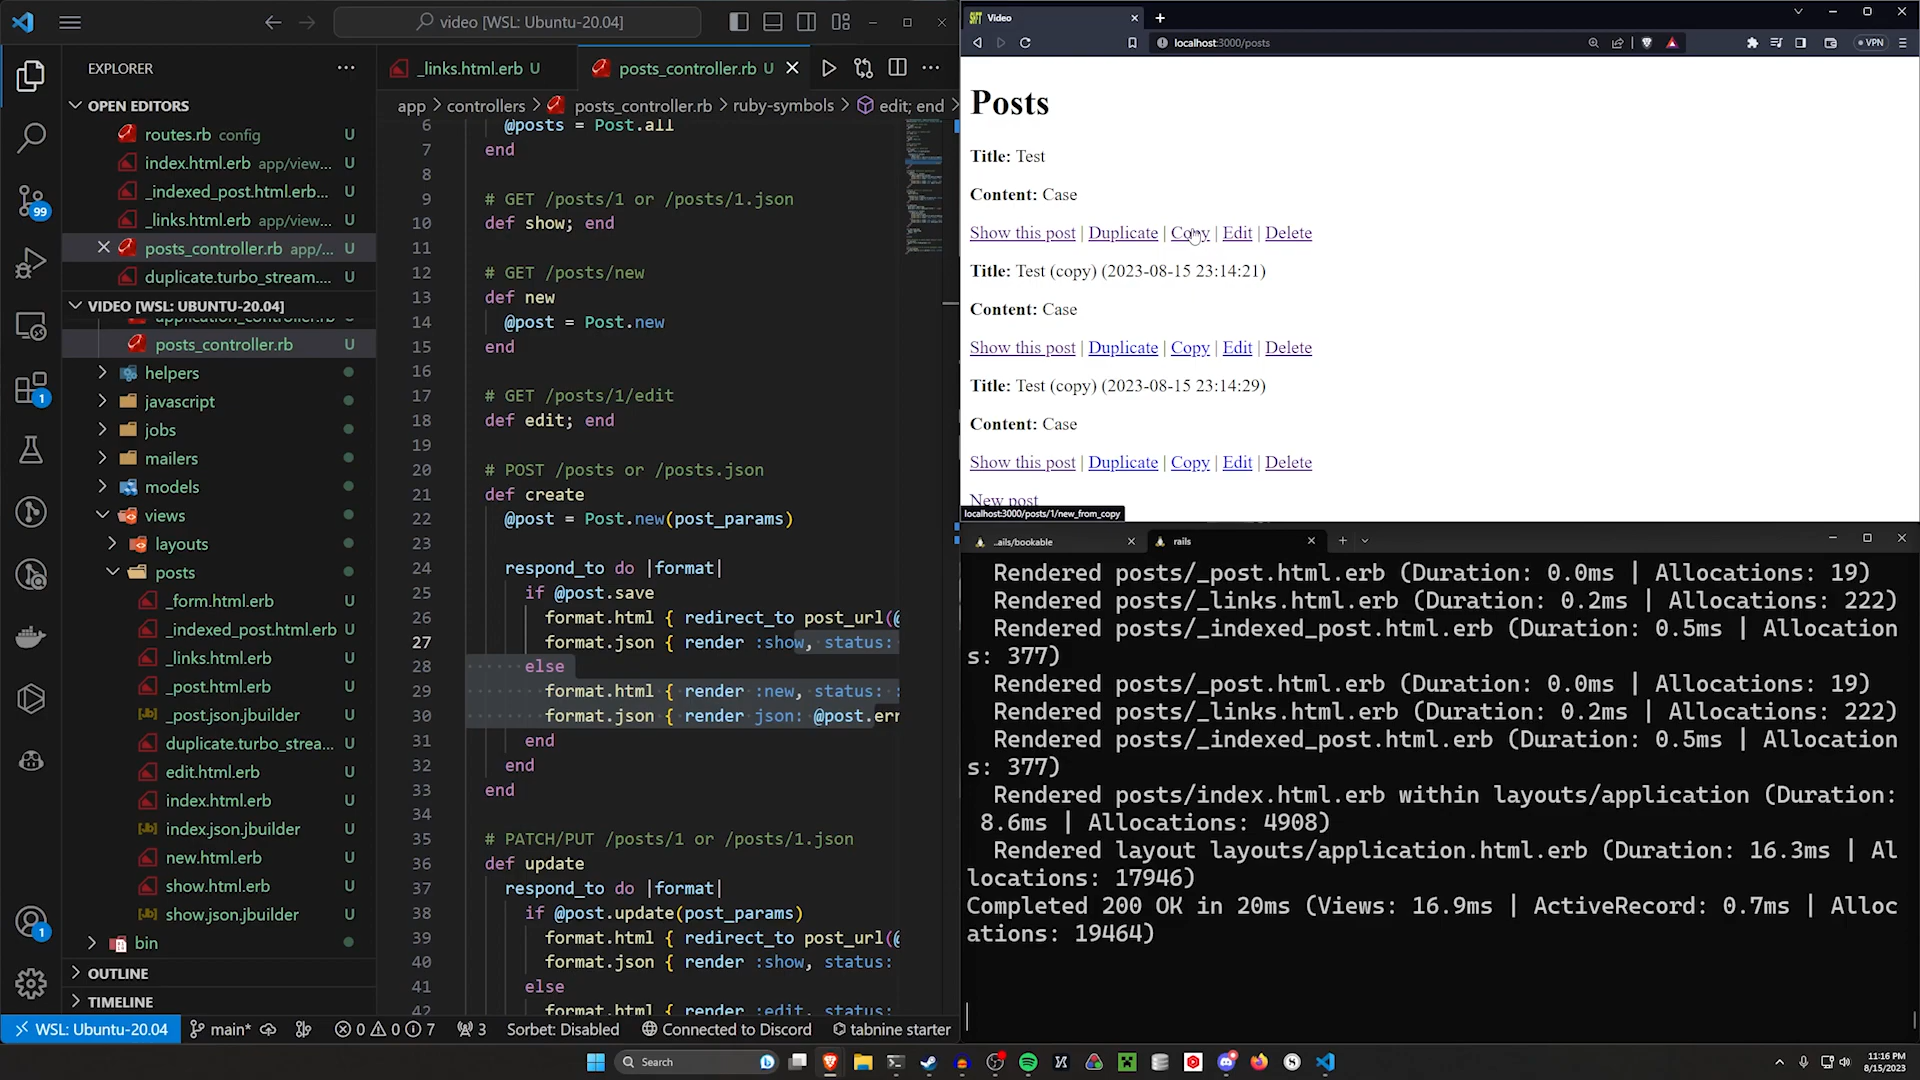 video [WSL: Ubuntu-20.04]
EXPLORER
OPEN EDITORS
routes.rb config U
index.html.erb app/view... U
_indexed_post.html.erb... U
_links.html.erb app/view... U
posts_controller.rb app/... U
duplicate.turbo_stream.... U
VIDEO [WSL: UBUNTU-20.04]
application_controller.rb U
posts_controller.rb U
helpers
javascript
jobs
mailers
models
views
layouts
posts
_form.html.erb U
_indexed_post.html.erb U
_links.html.erb U
_post.html.erb U
_post.json.jbuilder U
duplicate.turbo_strea... U
edit.html.erb U
index.html.erb U
index.json.jbuilder U
new.html.erb U
show.html.erb U
show.json.jbuilder U
bin
OUTLINE
TIMELINE
99
1
1
_links.html.erb U
posts_controller.rb U
app > controllers > posts_controller.rb > ruby-symbols > edit; end
6 @posts = Post.all
7 end
8
9 # GET /posts/1 or /posts/1.json
10 def show; end
11
12 # GET /posts/new
13 def new
14 @post = Post.new
15 end
16
17 # GET /posts/1/edit
18 def edit; end
19
20 # POST /posts or /posts.json
21 def create
22 @post = Post.new(post_params)
23
24 respond_to do |format|
25 if @post.save
26 format.html { redirect_to post_url(@
27 format.json { render :show, status:
28 else
29 format.html { render :new, status: :
30 format.json { render json: @post.err
31 end
32 end
33 end
34
35 # PATCH/PUT /posts/1 or /posts/1.json
36 def update
37 respond_to do |format|
38 if @post.update(post_params)
39 format.html { redirect_to post_url(@
40 format.json { render :show, status:
41 else
42 format.html { render :edit, status:
WSL: Ubuntu-20.04 main* 0 0 7 3 Sorbet: Disabled Connected to Discord tabnine starter
Video
localhost:3000/posts
VPN
Posts
Title: Test
Content: Case
Show this post | Duplicate | Copy | Edit | Delete
Title: Test (copy) (2023-08-15 23:14:21)
Content: Case
Show this post | Duplicate | Copy | Edit | Delete
Title: Test (copy) (2023-08-15 23:14:29)
Content: Case
Show this post | Duplicate | Copy | Edit | Delete
New post
localhost:3000/posts/1/new_from_copy
..ails/bookable
rails
Rendered posts/_post.html.erb (Duration: 0.0ms | Allocations: 19)
Rendered posts/_links.html.erb (Duration: 0.2ms | Allocations: 222)
Rendered posts/_indexed_post.html.erb (Duration: 0.5ms | Allocation
s: 377)
Rendered posts/_post.html.erb (Duration: 0.0ms | Allocations: 19)
Rendered posts/_links.html.erb (Duration: 0.2ms | Allocations: 222)
Rendered posts/_indexed_post.html.erb (Duration: 0.5ms | Allocation
s: 377)
Rendered posts/index.html.erb within layouts/application (Duration:
8.6ms | Allocations: 4908)
Rendered layout layouts/application.html.erb (Duration: 16.3ms | Al
locations: 17946)
Completed 200 OK in 20ms (Views: 16.9ms | ActiveRecord: 0.7ms | Alloc
ations: 19464)
Search
11:16 PM
8/15/2023